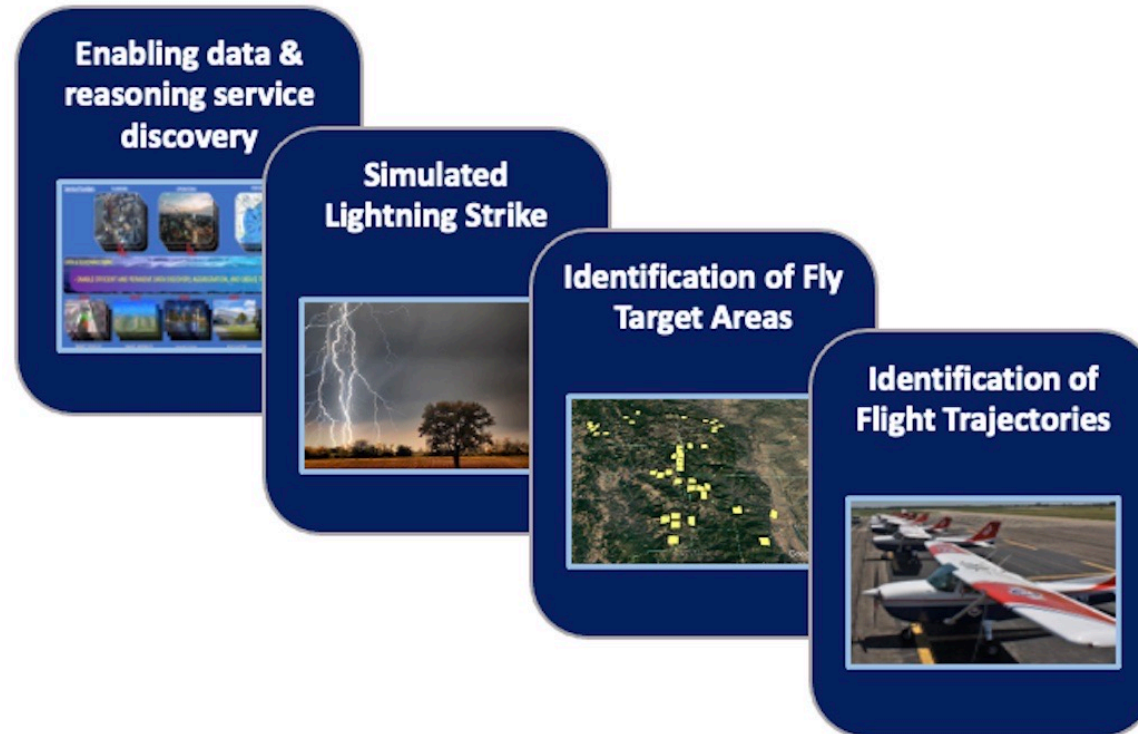 Enabling data &
reasoning service
discovery
Simulated
Lightning Strike
Identification of Fly
Target Areas
Identification of
Flight Trajectories